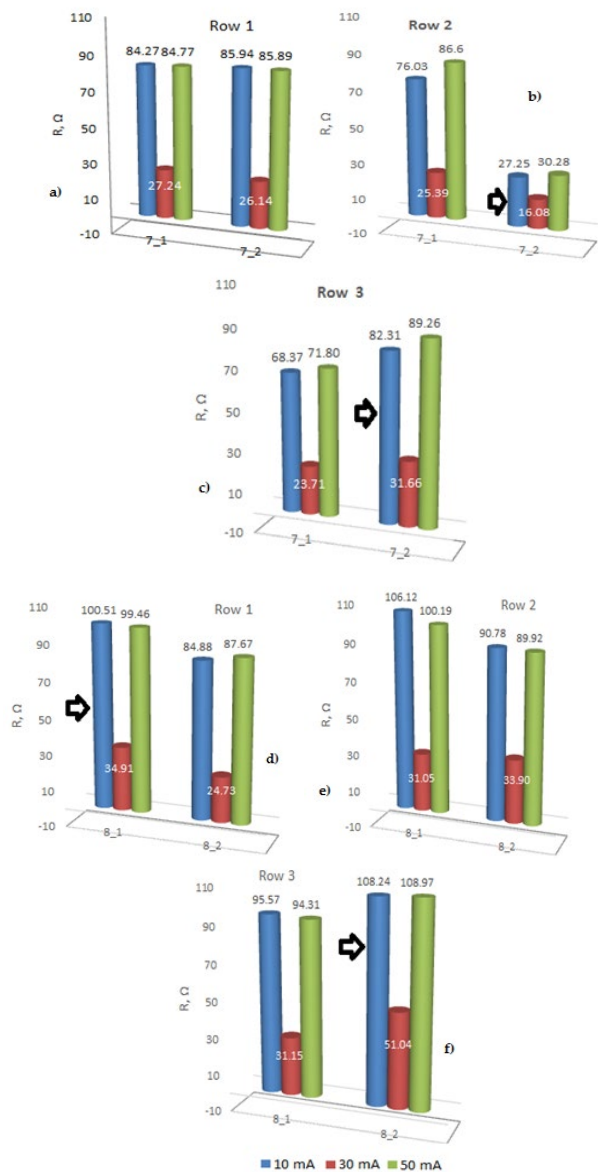 Row 1
110
90
70
50
30
10
-10
R, Ω
84.27 84.77 85.94 85.89
27.24 26.14
7_1 7_2
a)
Row 2
110
90
70
50
30
10
-10
R, Ω
76.03 86.6 27.25 30.28
25.39 16.08
7_1 7_2
b)
Row 3
110
90
70
50
30
10
-10
R, Ω
68.37 71.80 82.31 89.26
23.71 31.66
7_1 7_2
c)
Row 1
110
90
70
50
30
10
-10
R, Ω
100.51 99.46 84.88 87.67
34.91 24.73
8_1 8_2
d)
Row 2
110
90
70
50
30
10
-10
R, Ω
106.12 100.19 90.78 89.92
31.05 33.90
8_1 8_2
e)
Row 3
110
90
70
50
30
10
-10
R, Ω
95.57 94.31 108.24 108.97
31.15 51.04
8_1 8_2
f)
10 mA 30 mA 50 mA